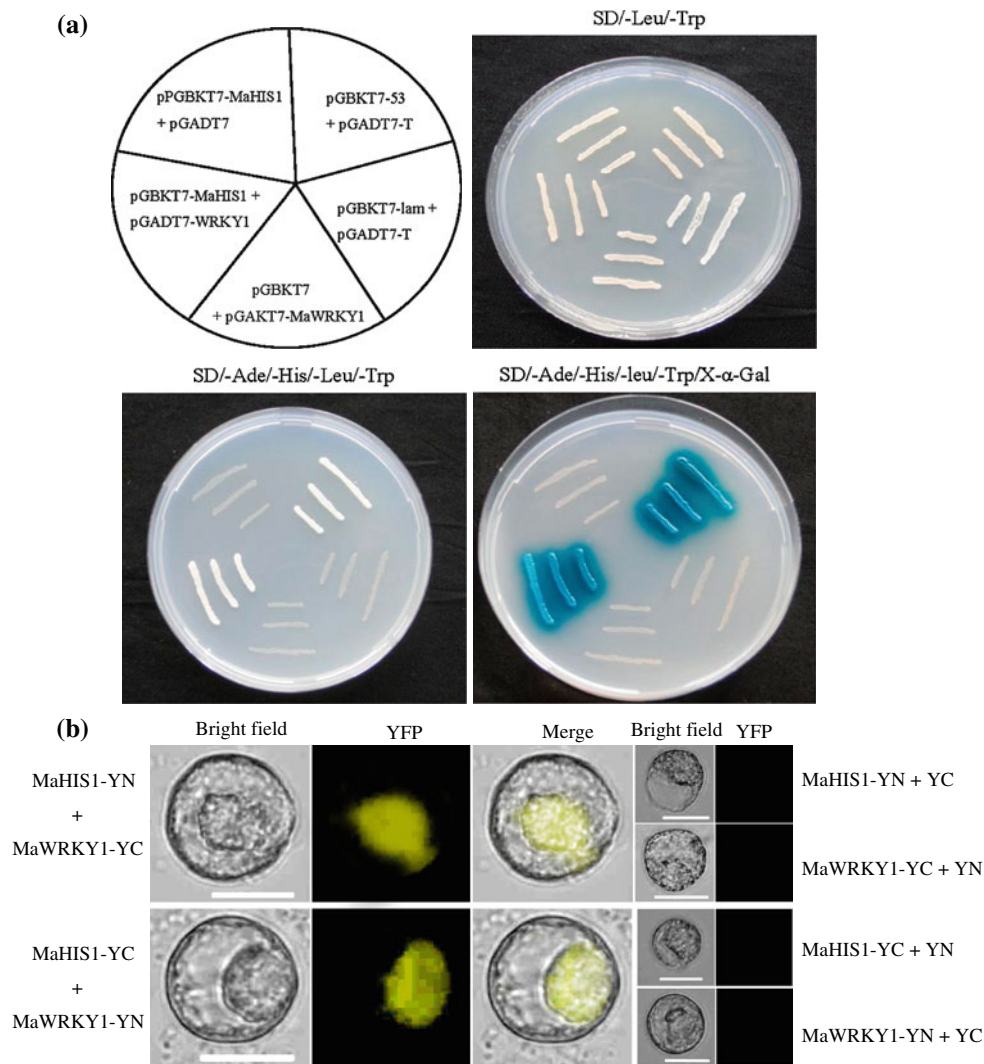 (a)
SD/-Leu/-Trp
pPGBKT7-MaHIS1
+ pGADT7
pGBKT7-53
+ pGADT7-T
pGBKT7-MaHIS1 +
pGADT7-WRKY1
pGBKT7-lam +
pGADT7-T
pGBKT7
+ pGAKT7-MaWRKY1
SD/-Ade/-His/-Leu/-Trp
SD/-Ade/-His/-leu/-Trp/X-α-Gal
(b)
Bright field
YFP
Merge
Bright field
YFP
MaHIS1-YN
+
MaWRKY1-YC
MaHIS1-YN + YC
MaWRKY1-YC + YN
MaHIS1-YC
+
MaWRKY1-YN
MaHIS1-YC + YN
MaWRKY1-YN + YC